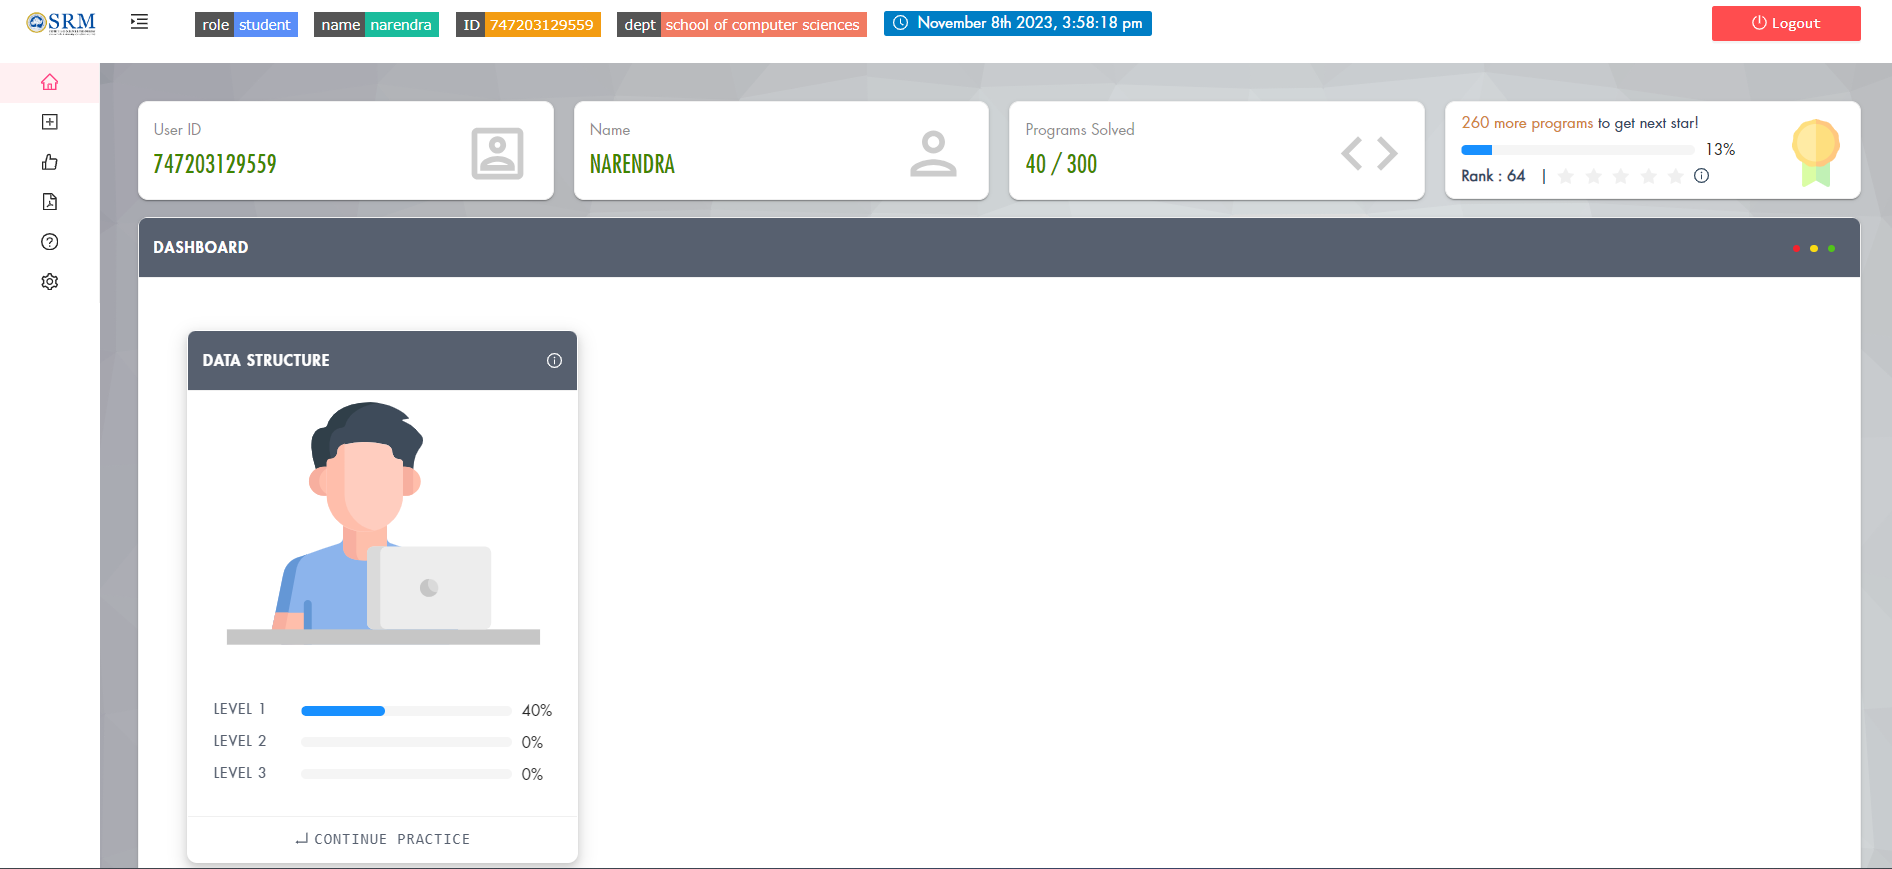 SRM
role student name narendra ID 747203129559 dept school of computer sciences November 8th 2023, 3:58:18 pm Logout
User ID
747203129559
Name
NARENDRA
Programs Solved
40 / 300
260 more programs to get next star!
13%
Rank : 64 |
DASHBOARD
DATA STRUCTURE
LEVEL 1 40%
LEVEL 2 0%
LEVEL 3 0%
CONTINUE PRACTICE